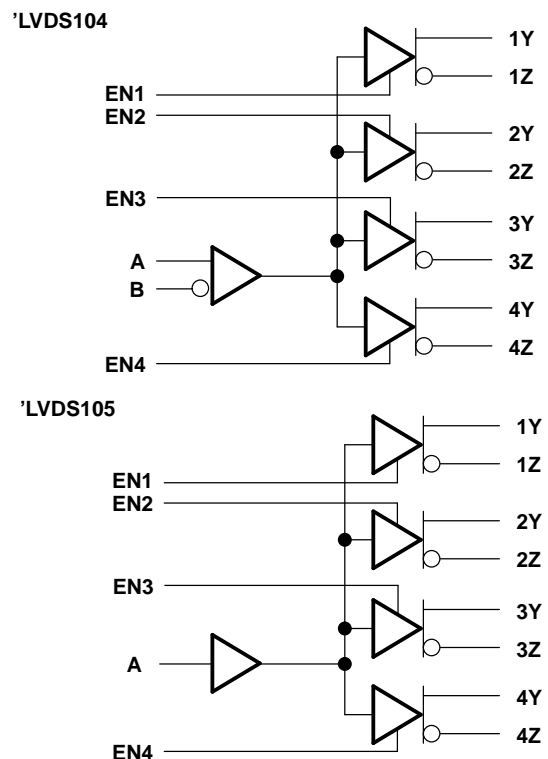 ’LVDS104
1Y
1Z
EN1
EN2
2Y
2Z
EN3
3Y
A
3Z
B
4Y
4Z
EN4
’LVDS105
1Y
1Z
EN1
EN2
2Y
2Z
EN3
3Y
3Z
A
4Y
4Z
EN4